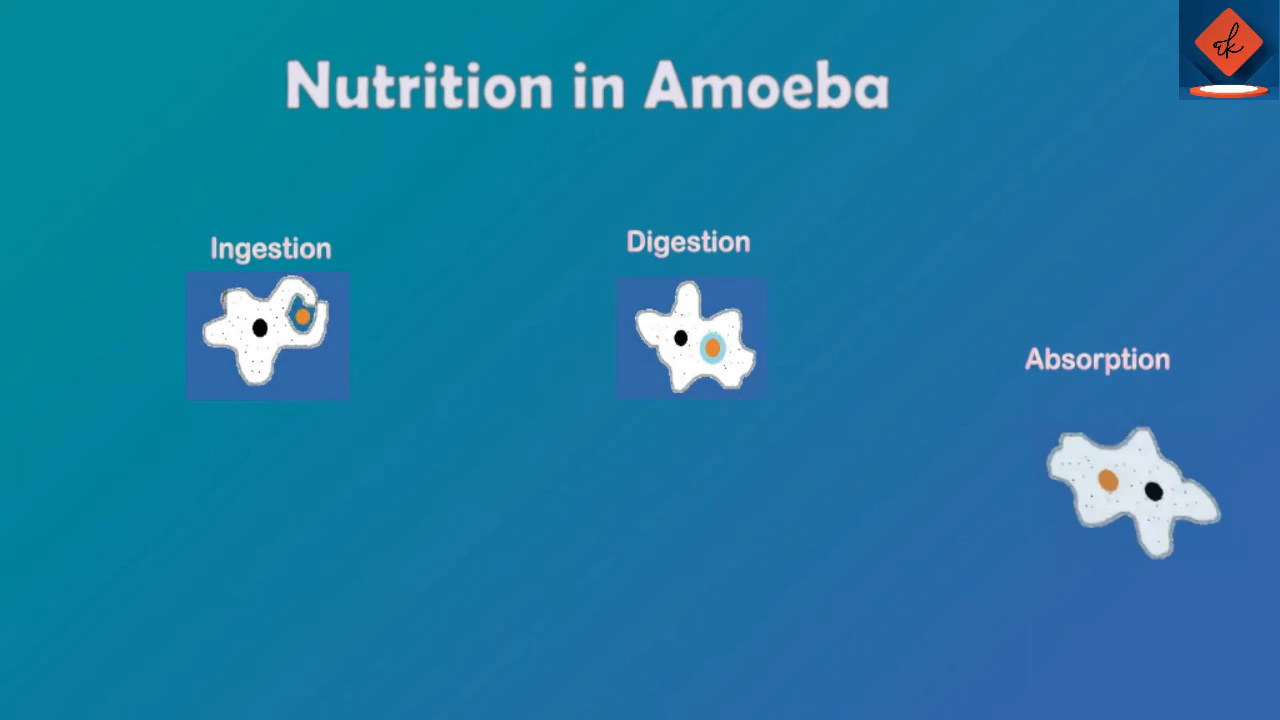 Nutrition in Amoeba
Ingestion
Digestion
Absorption